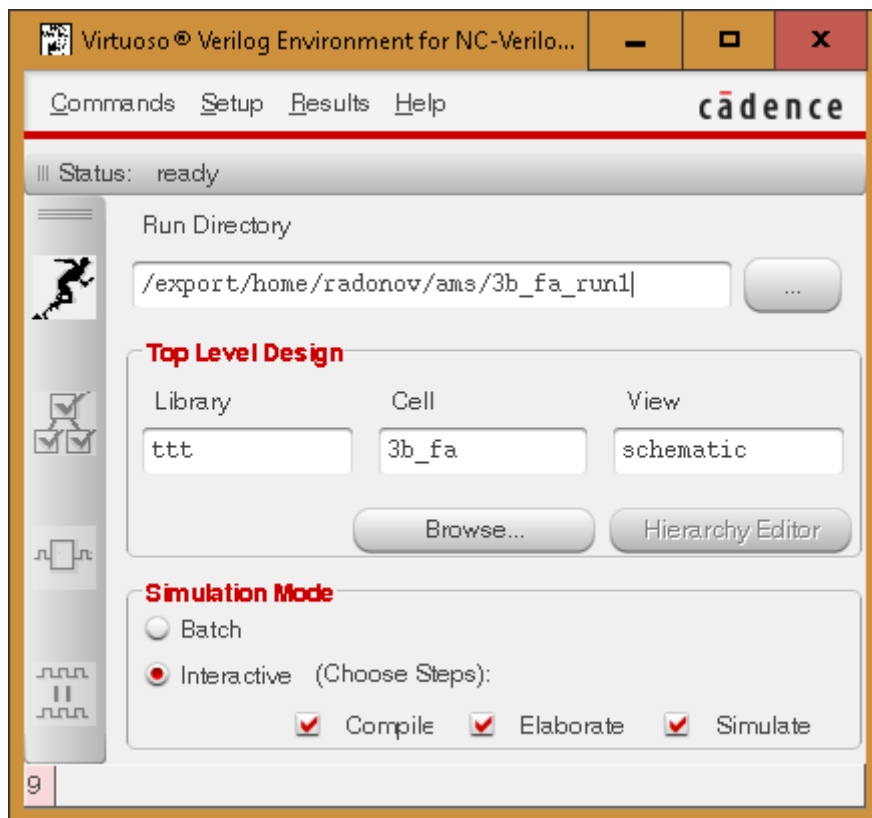 Virtuoso® Verilog Environment for NC-Verilo...
Commands Setup Results Help cādence
Status: ready
Run Directory
/export/home/radonov/ams/3b_fa_run1
...
Top Level Design
Library Cell View
ttt 3b_fa schematic
Browse... Hierarchy Editor
Simulation Mode
Batch
Interactive (Choose Steps):
Compile Elaborate Simulate
9